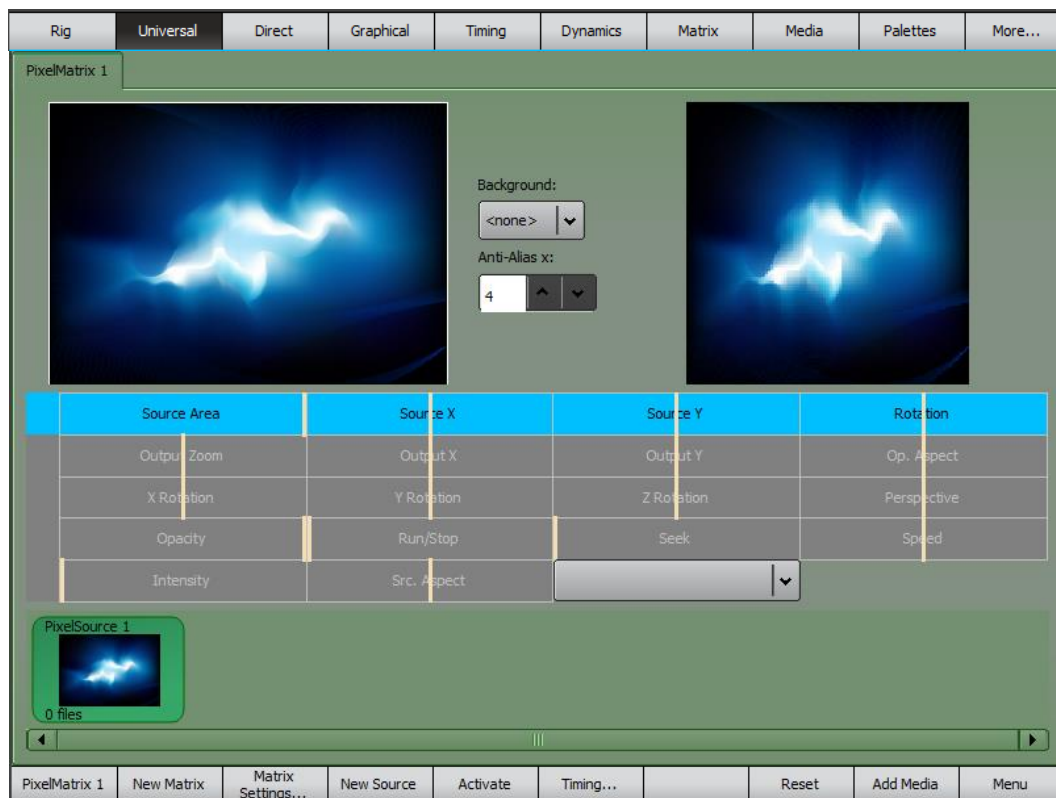 Rig Universal Direct Graphical Timing Dynamics Matrix Media Palettes More...
PixelMatrix 1
Background:
<none>
Anti-Alias x:
4
Source Area Source X Source Y Rotation
Output Zoom Output X Output Y Op. Aspect
X Rotation Y Rotation Z Rotation Perspective
Opacity Run/Stop Seek Speed
Intensity Src. Aspect
PixelSource 1
0 files
PixelMatrix 1 New Matrix Matrix Settings... New Source Activate Timing... Reset Add Media Menu